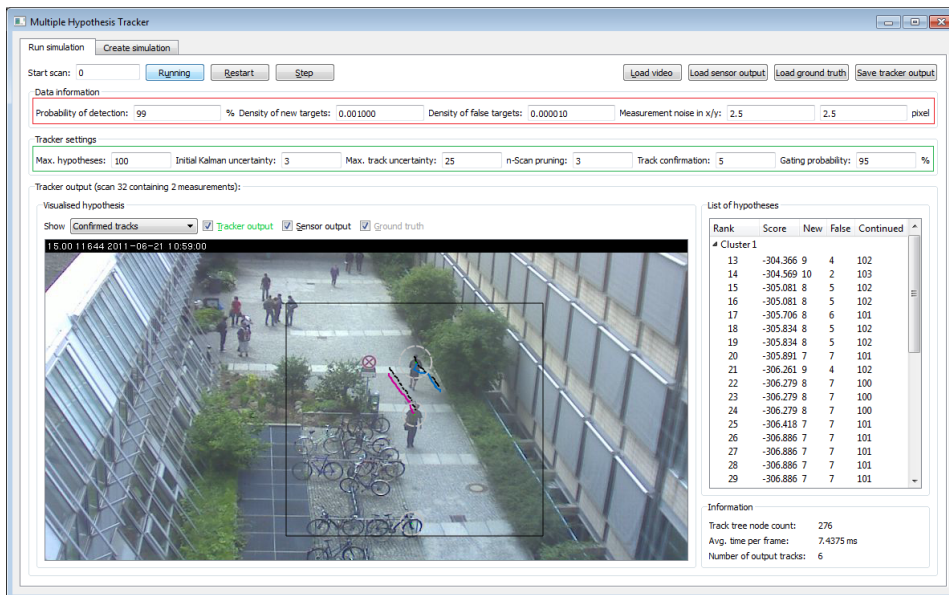 Multiple Hypothesis Tracker
Run simulation Create simulation
Start scan: 0 Running Restart Step Load video Load sensor output Load ground truth Save tracker output
Data information
Probability of detection: 99 % Density of new targets: 0.001000 Density of false targets: 0.000010 Measurement noise in x/y: 2.5 2.5 pixel
Tracker settings
Max. hypotheses: 100 Initial Kalman uncertainty: 3 Max. track uncertainty: 25 n-Scan pruning: 3 Track confirmation: 5 Gating probability: 95 %
Tracker output (scan 32 containing 2 measurements):
Visualised hypothesis
Show Confirmed tracks Tracker output Sensor output Ground truth
15.00 11644 2011-06-21 10:59:00
List of hypotheses
Rank Score New False Continued
Cluster 1
13 -304.366 9 4 102
14 -304.569 10 2 103
15 -305.081 8 5 102
16 -305.081 8 5 102
17 -305.706 8 6 101
18 -305.834 8 5 102
19 -305.834 8 5 102
20 -305.891 7 7 101
21 -306.261 9 4 102
22 -306.279 8 7 100
23 -306.279 8 7 100
24 -306.279 8 7 100
25 -306.418 7 7 101
26 -306.886 7 7 101
27 -306.886 7 7 101
28 -306.886 7 7 101
29 -306.886 7 7 101
Information
Track tree node count: 276
Avg. time per frame: 7.4375 ms
Number of output tracks: 6